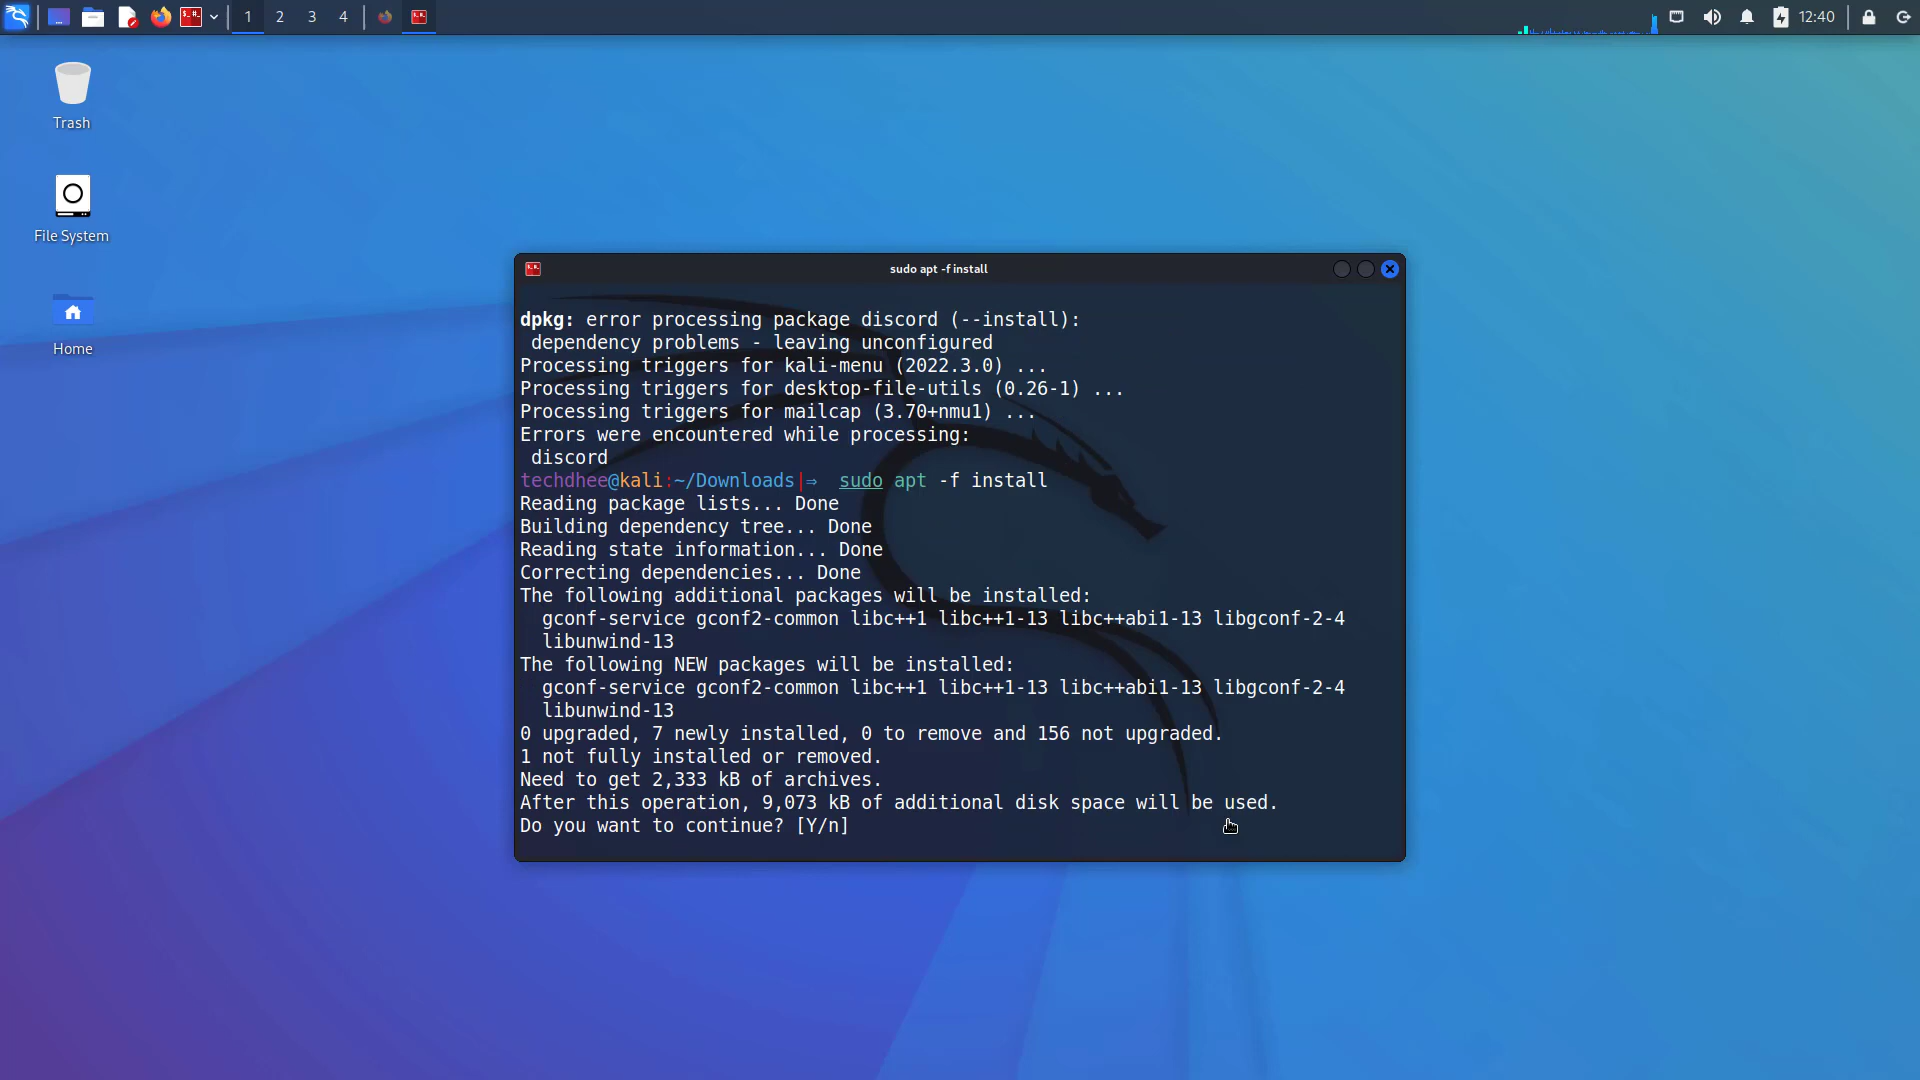 1 2 3 4
12:40
Trash
File System
Home
sudo apt -f install
dpkg: error processing package discord (--install):
 dependency problems - leaving unconfigured
Processing triggers for kali-menu (2022.3.0) ...
Processing triggers for desktop-file-utils (0.26-1) ...
Processing triggers for mailcap (3.70+nmu1) ...
Errors were encountered while processing:
 discord
techdhee@kali:~/Downloads|⇒  sudo apt -f install
Reading package lists... Done
Building dependency tree... Done
Reading state information... Done
Correcting dependencies... Done
The following additional packages will be installed:
  gconf-service gconf2-common libc++1 libc++1-13 libc++abi1-13 libgconf-2-4
  libunwind-13
The following NEW packages will be installed:
  gconf-service gconf2-common libc++1 libc++1-13 libc++abi1-13 libgconf-2-4
  libunwind-13
0 upgraded, 7 newly installed, 0 to remove and 156 not upgraded.
1 not fully installed or removed.
Need to get 2,333 kB of archives.
After this operation, 9,073 kB of additional disk space will be used.
Do you want to continue? [Y/n]